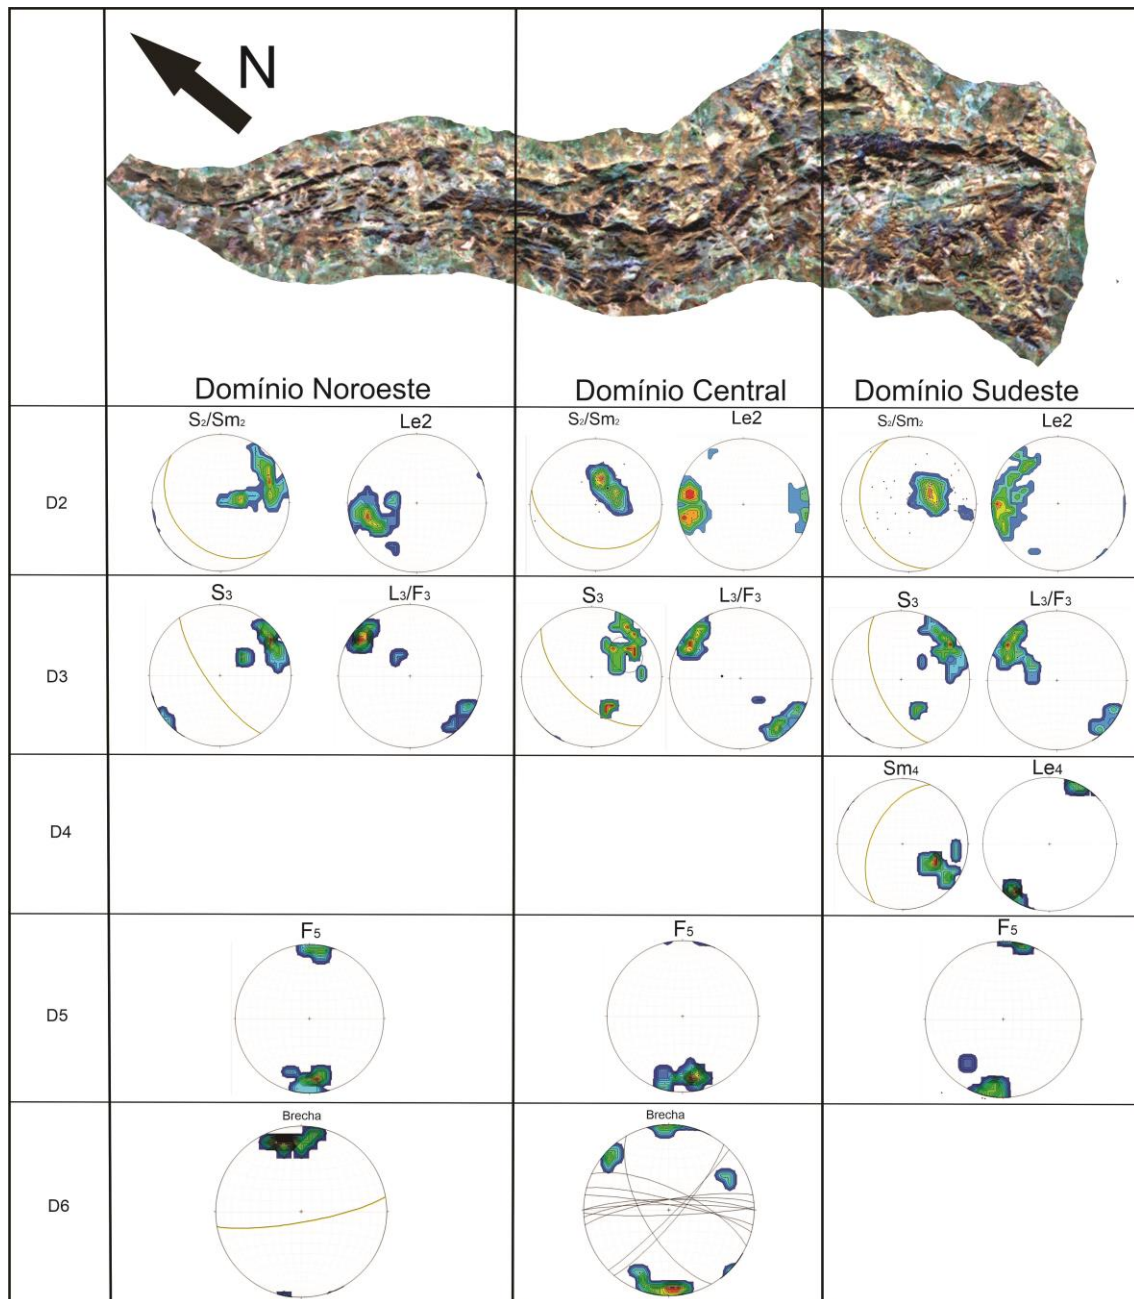 N
Domínio Noroeste
Domínio Central
Domínio Sudeste
D2
S₂/Sm₂
Le2
S₂/Sm₂
Le2
S₂/Sm₂
Le2
D3
S₃
L₃/F₃
S₃
L₃/F₃
S₃
L₃/F₃
D4
Sm₄
Le₄
D5
F₅
F₅
F₅
D6
Brecha
Brecha